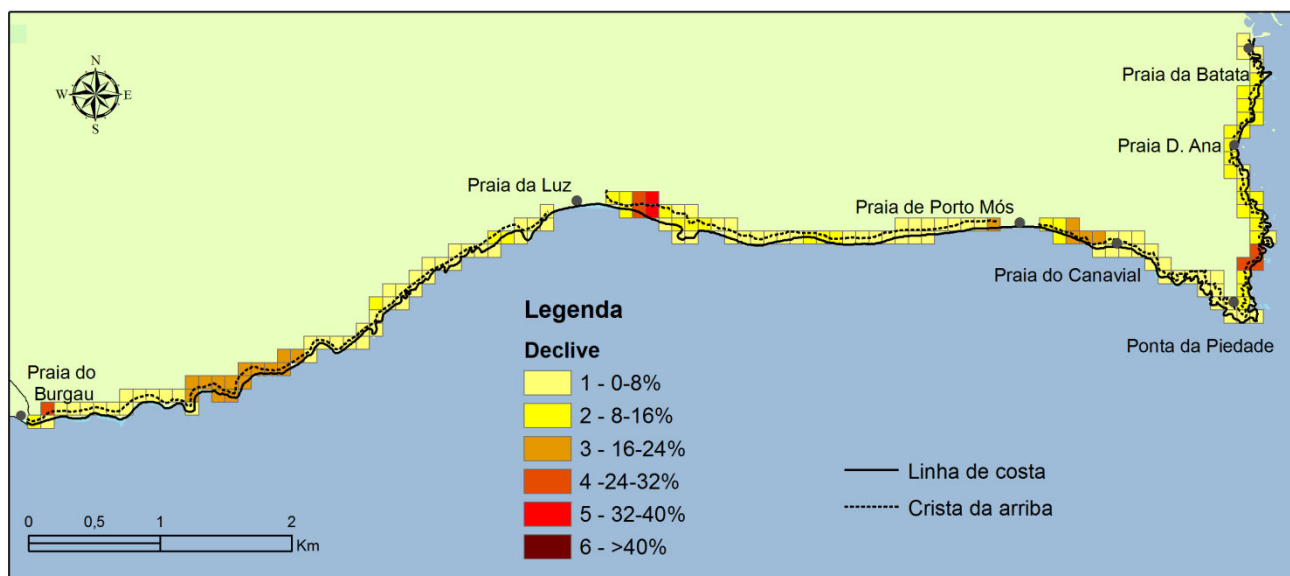 N
W E
S
Praia da Batata
Praia D. Ana
Praia da Luz
Praia de Porto Mós
Praia do Canavial
Ponta da Piedade
Praia do
Burgau
Legenda
Declive
1 - 0-8%
2 - 8-16%
3 - 16-24%
4 -24-32%
5 - 32-40%
6 - >40%
Linha de costa
Crista da arriba
0 0,5 1 2
Km